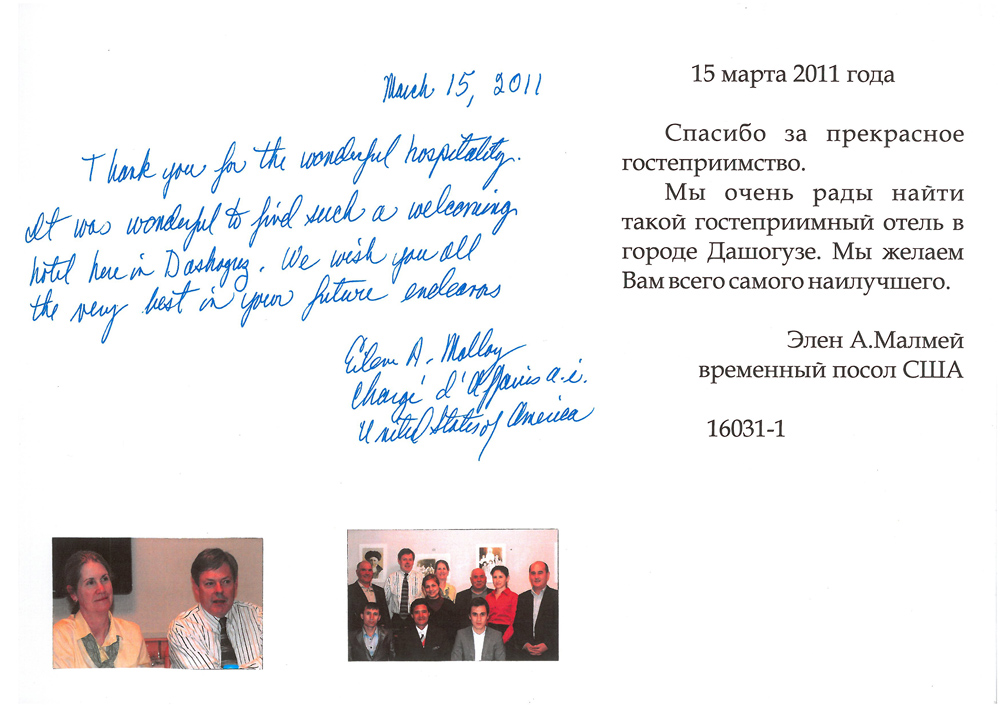 March 15, 2011
Thank you for the wonderful hospitality.
It was wonderful to find such a welcoming
hotel here in Dashoguz. We wish you all
the very best in your future endeavors
Eileen A. Malloy
Chargé d'Affairs a.i.
United States of America
15 марта 2011 года
Спасибо за прекрасное
гостеприимство.
Мы очень рады найти
такой гостеприимный отель в
городе Дашогузе. Мы желаем
Вам всего самого наилучшего.
Элен А.Малмей
временный посол США
16031-1